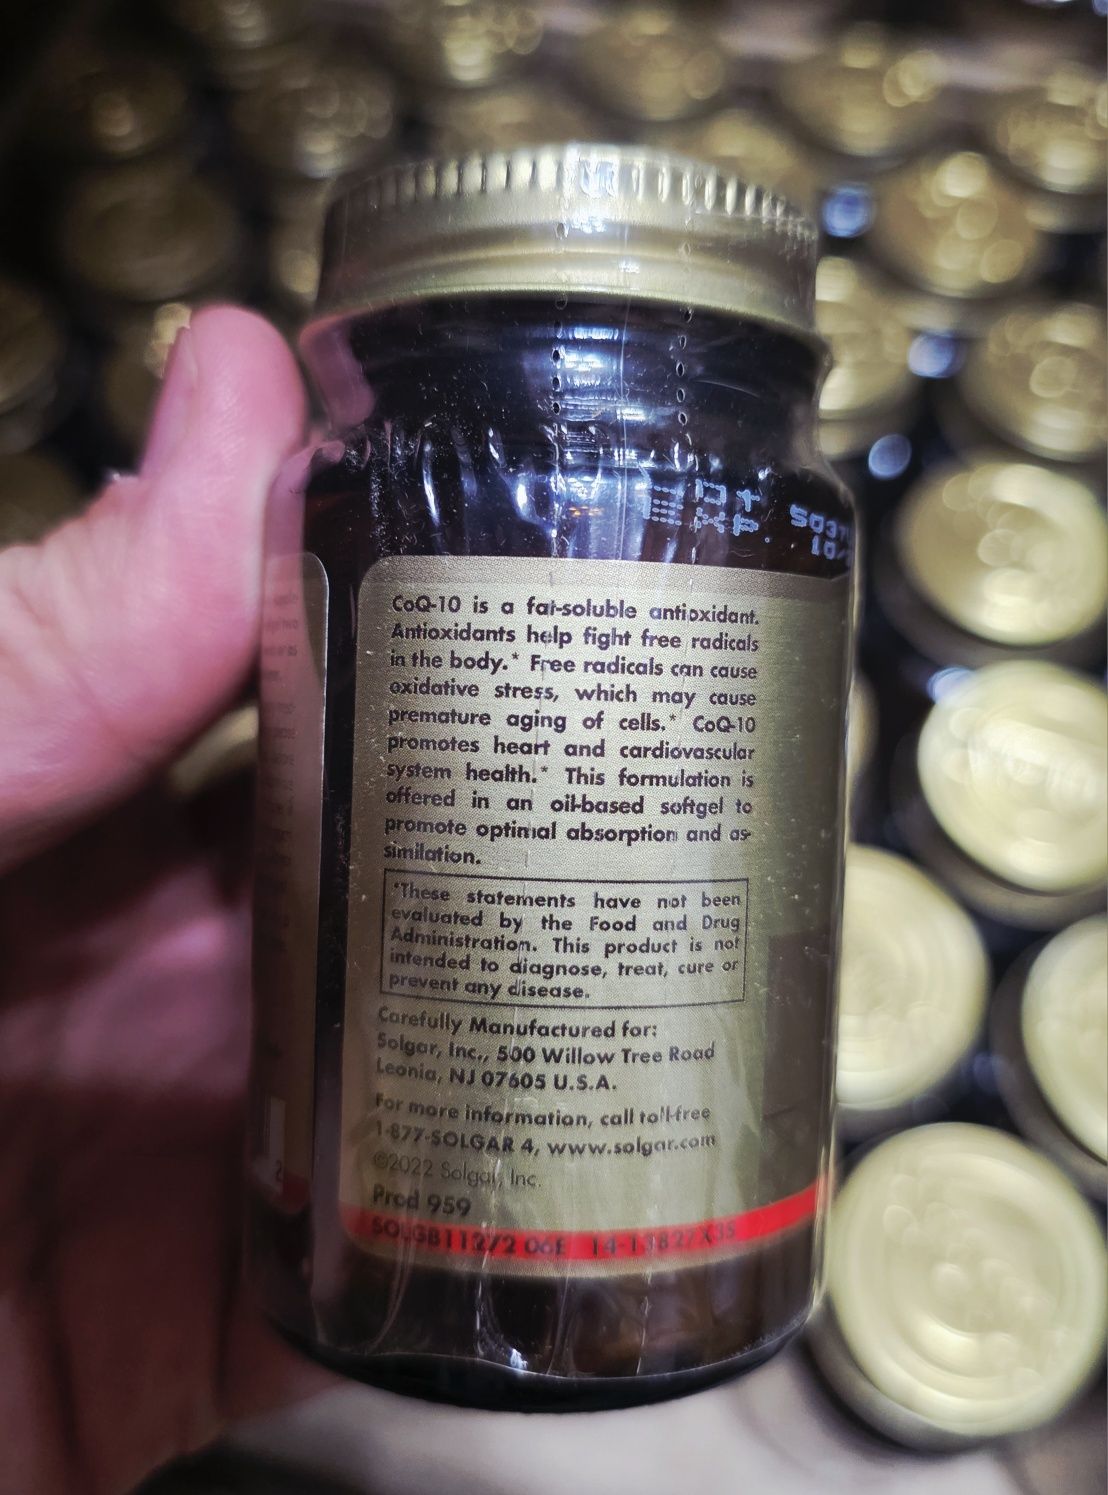 EXP. 10/
CoQ-10 is a fat-soluble antioxidant.
Antioxidants help fight free radicals
in the body.* Free radicals can cause
oxidative stress, which may cause
premature aging of cells.* CoQ-10
promotes heart and cardiovascular
system health.* This formulation is
offered in an oil-based softgel to
promote optimal absorption and as-
similation.
*These statements have not been
evaluated by the Food and Drug
Administration. This product is not
intended to diagnose, treat, cure or
prevent any disease.
Carefully Manufactured for:
Solgar, Inc., 500 Willow Tree Road
Leonia, NJ 07605 U.S.A.
For more information, call toll-free
1-877-SOLGAR 4, www.solgar.com
©2022 Solgar, Inc.
Prod 959
SOLGB11272 06E 14-13827X3S